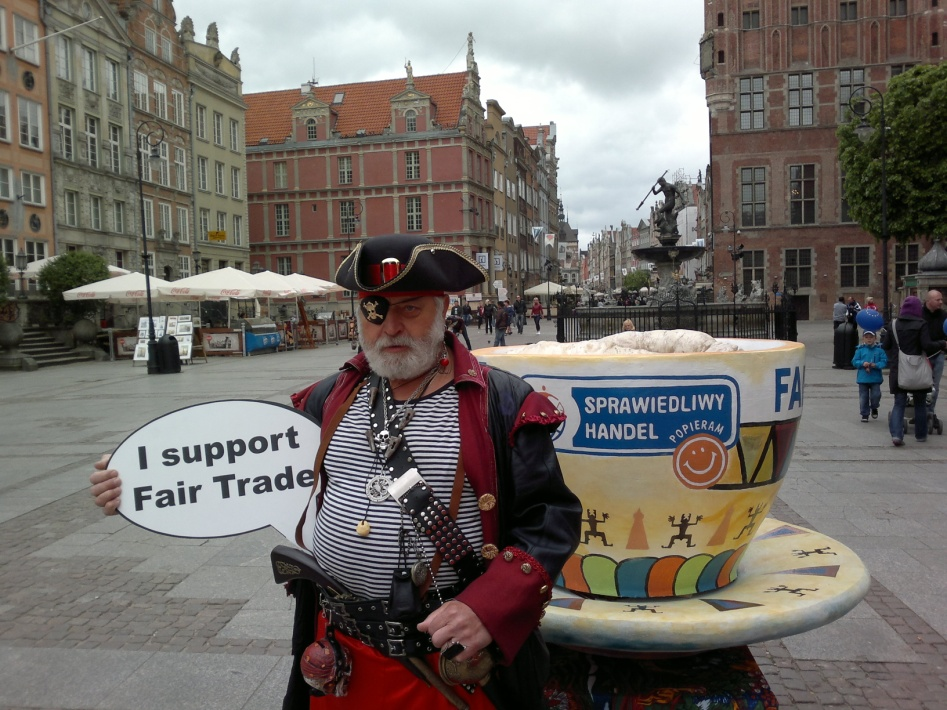 I support
Fair Trade
SPRAWIEDLIWY
HANDEL
POPIERAM
FA